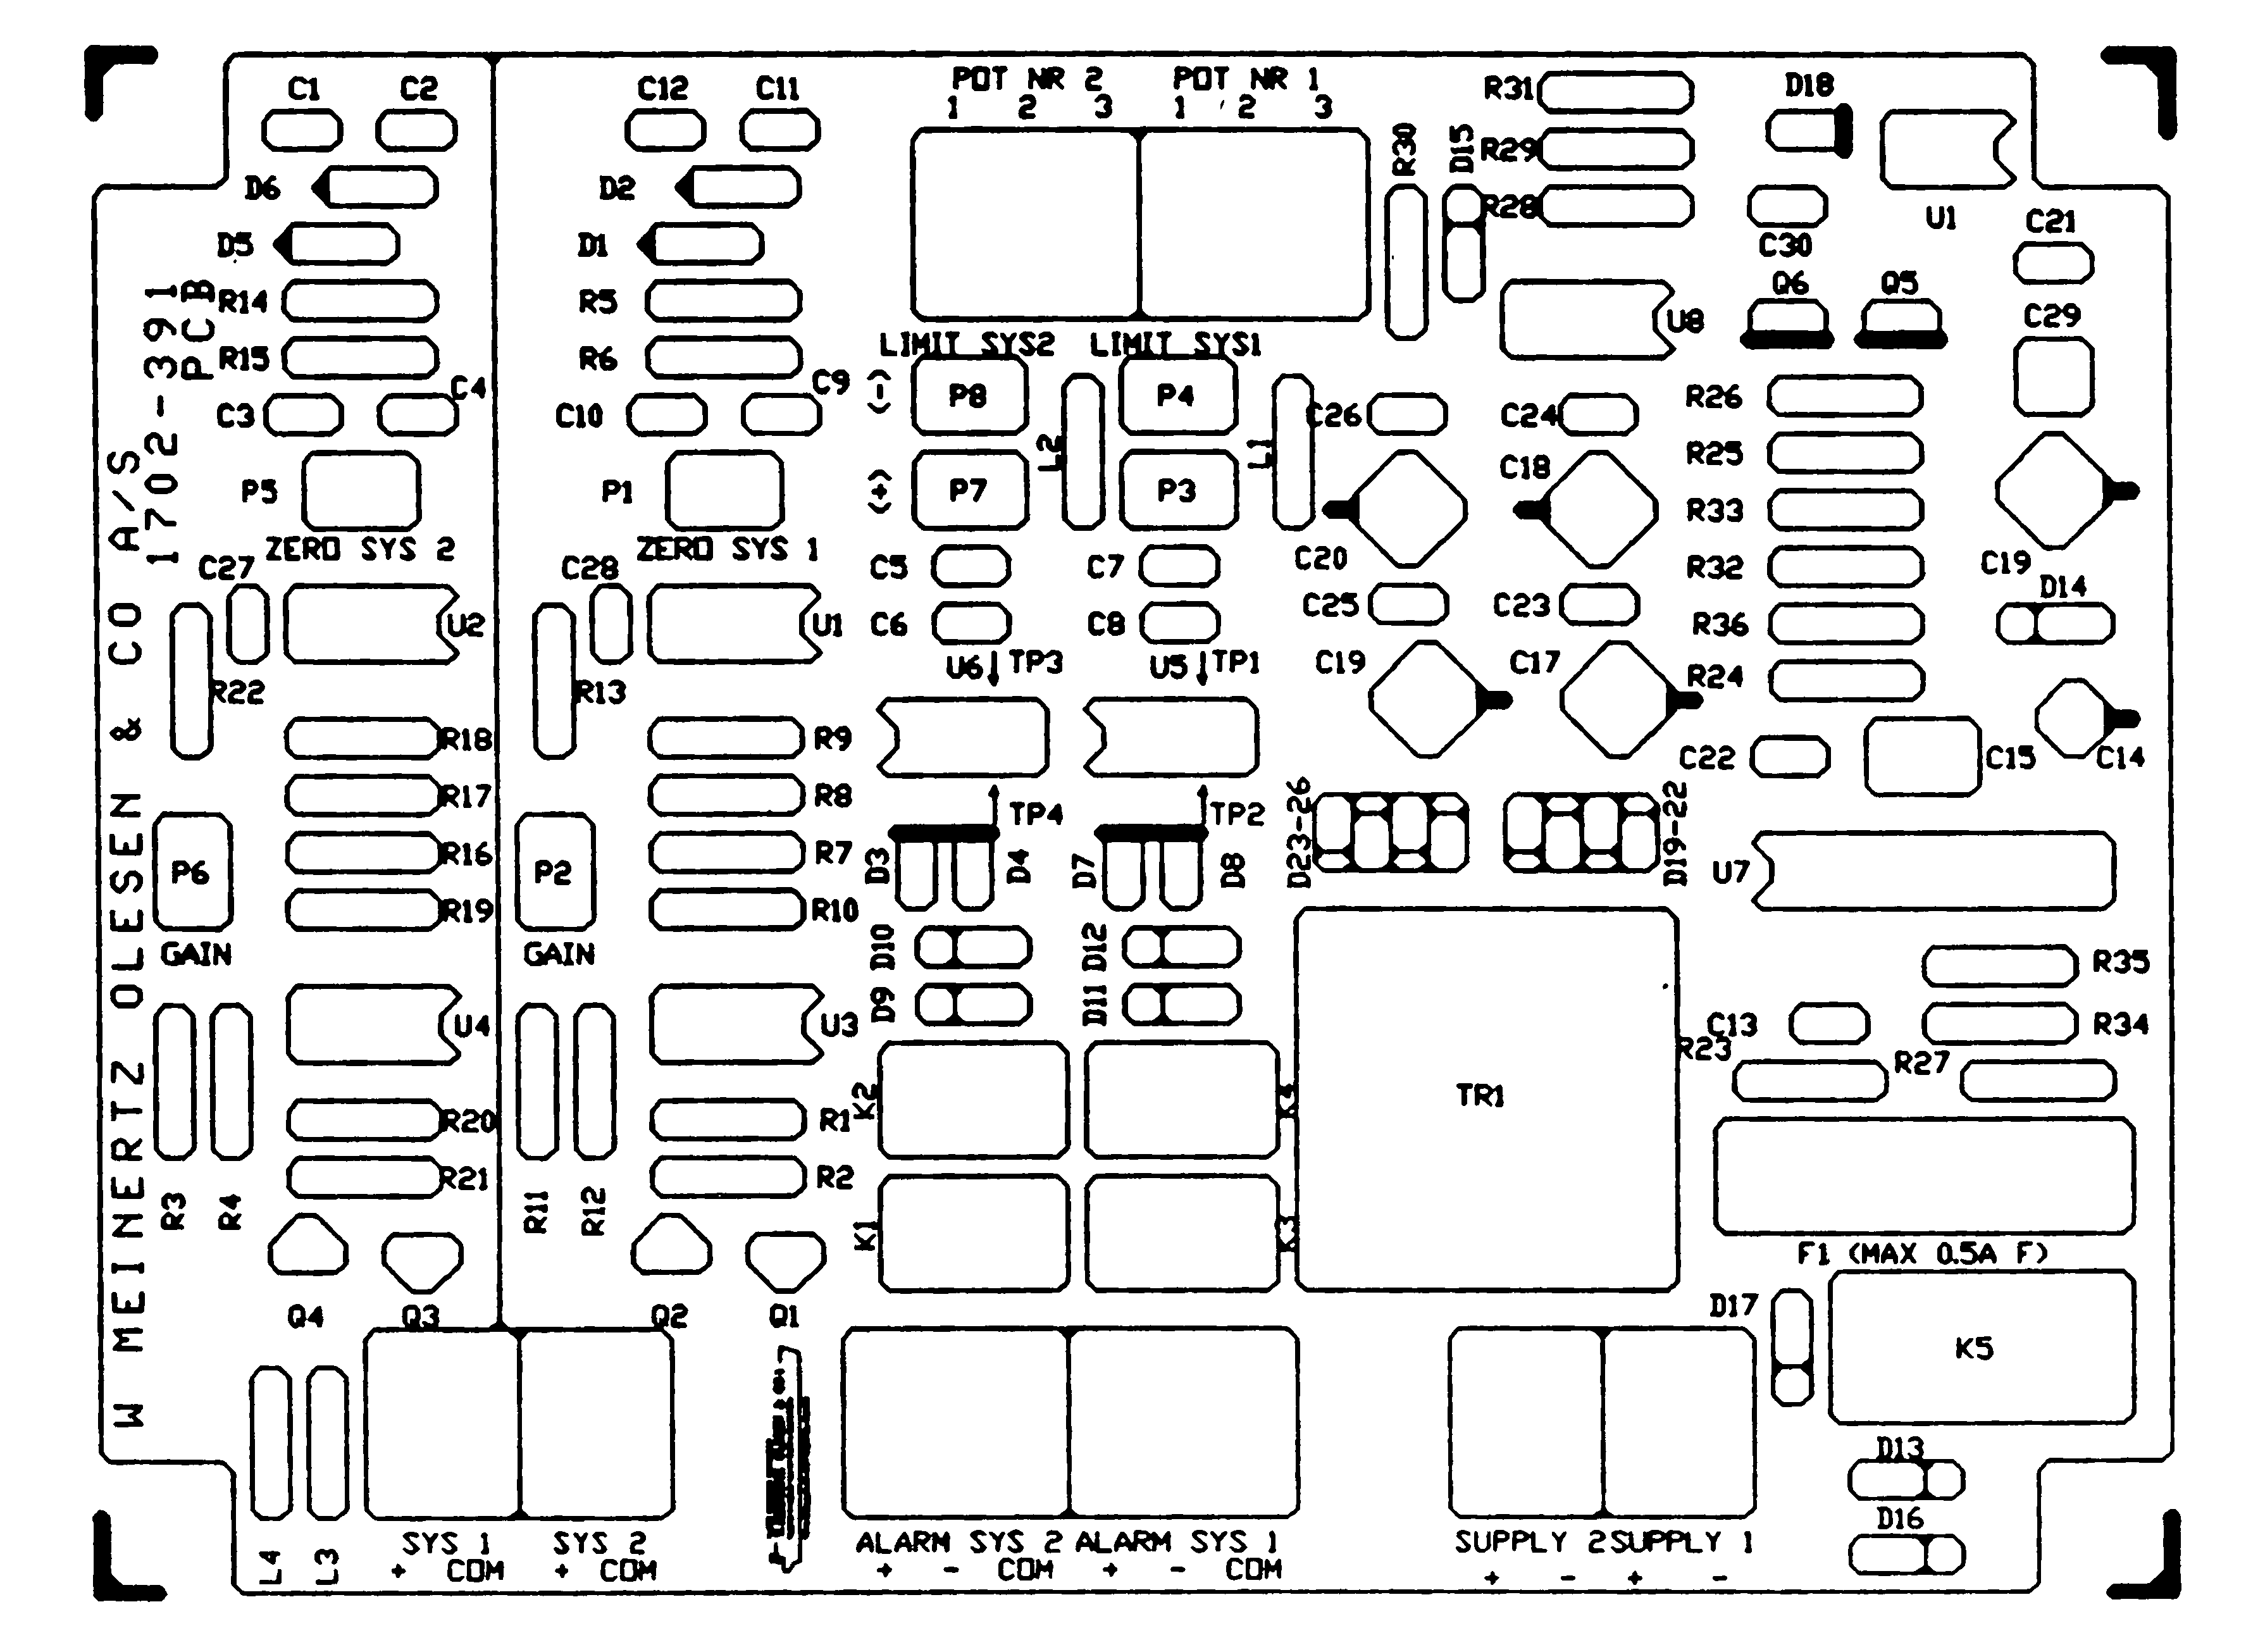 C1 C2 C12 C11 POT NR 2 POT NR 1 R31 D18
1 2 3 1 2 3
R30 D15 R29
D6 D2 R28 U1 C21
D5 D1 C30
R14 R5 Q6 Q5
U8 C29
R15 R6 LIMIT SYS2 LIMIT SYS1
C4 C9 (-) P8 P4 R26
C3 C10 C26 C24
L2 L1 R25
C18
P5 P1 (+) P7 P3 R33
ZERO SYS 2 ZERO SYS 1 C20 C19
C27 C28 C5 C7 R32
D14
C25 C23
U2 U1 C6 C8 R36
U6 TP3 U5 TP1 C19 C17 R24
R22 R13
R18 R9 C22 C15 C14
R17 R8 TP4 TP2
D23-26 D19-22
R16 R7 D3 D4 D7 D8 U7
P6 P2
R19 R10
GAIN GAIN D10 D12 R35
U4 U3 D9 D11 C13 R34
R23 R27
K2 K4 TR1
R20 R1
R21 R2
R3 R4 R11 R12
K1 K3 F1 (MAX 0.5A F)
Q4 Q3 Q2 Q1 D17
K5
D13
D16
SYS 1 SYS 2 ALARM SYS 2 ALARM SYS 1 SUPPLY 2 SUPPLY 1
+ COM + COM + - COM + - COM + - + -
L4 L3
W MEINERTZ OLESEN & CO A/S
1702-391
PCB